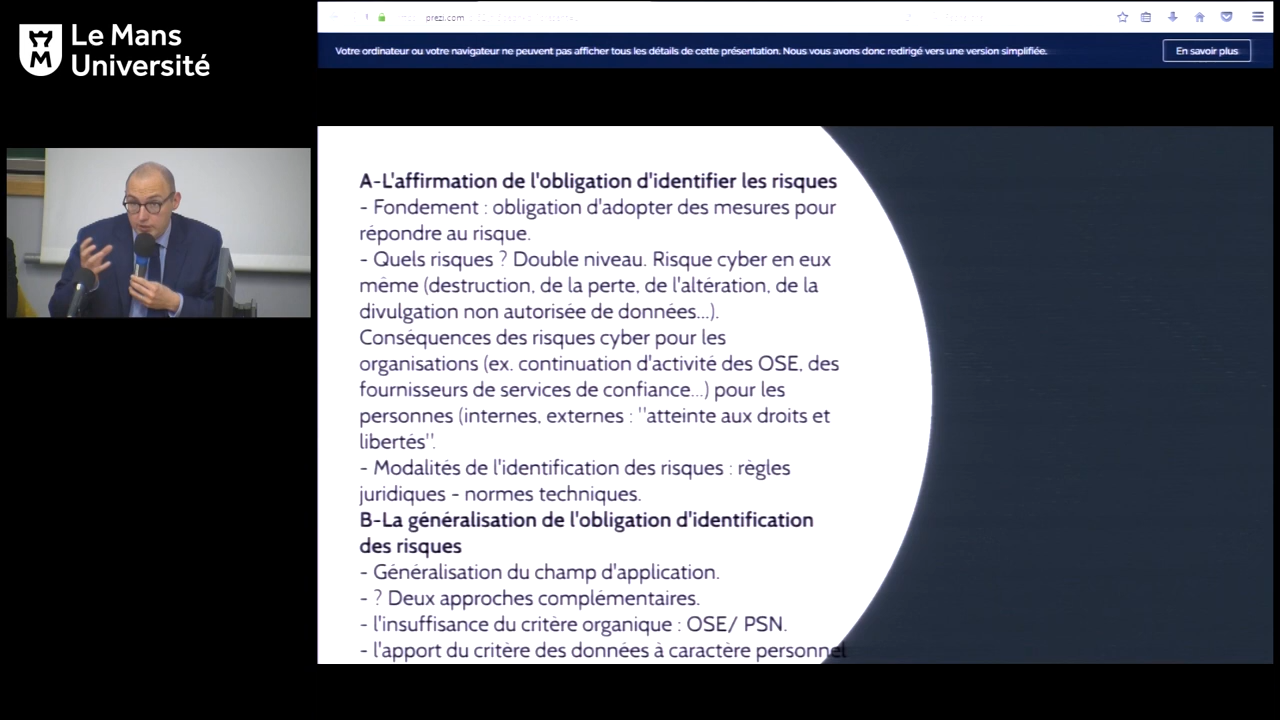 Le Mans
Université
prezi.com
Votre ordinateur ou votre navigateur ne peuvent pas afficher tous les détails de cette présentation. Nous vous avons donc redirigé vers une version simplifiée.
En savoir plus
A-L'affirmation de l'obligation d'identifier les risques
- Fondement : obligation d'adopter des mesures pour
répondre au risque.
- Quels risques ? Double niveau. Risque cyber en eux
même (destruction, de la perte, de l'altération, de la
divulgation non autorisée de données...).
Conséquences des risques cyber pour les
organisations (ex. continuation d'activité des OSE, des
fournisseurs de services de confiance...) pour les
personnes (internes, externes : "atteinte aux droits et
libertés".
- Modalités de l'identification des risques : règles
juridiques - normes techniques.
B-La généralisation de l'obligation d'identification
des risques
- Généralisation du champ d'application.
- ? Deux approches complémentaires.
- l'insuffisance du critère organique : OSE/ PSN.
- l'apport du critère des données à caractère personnel